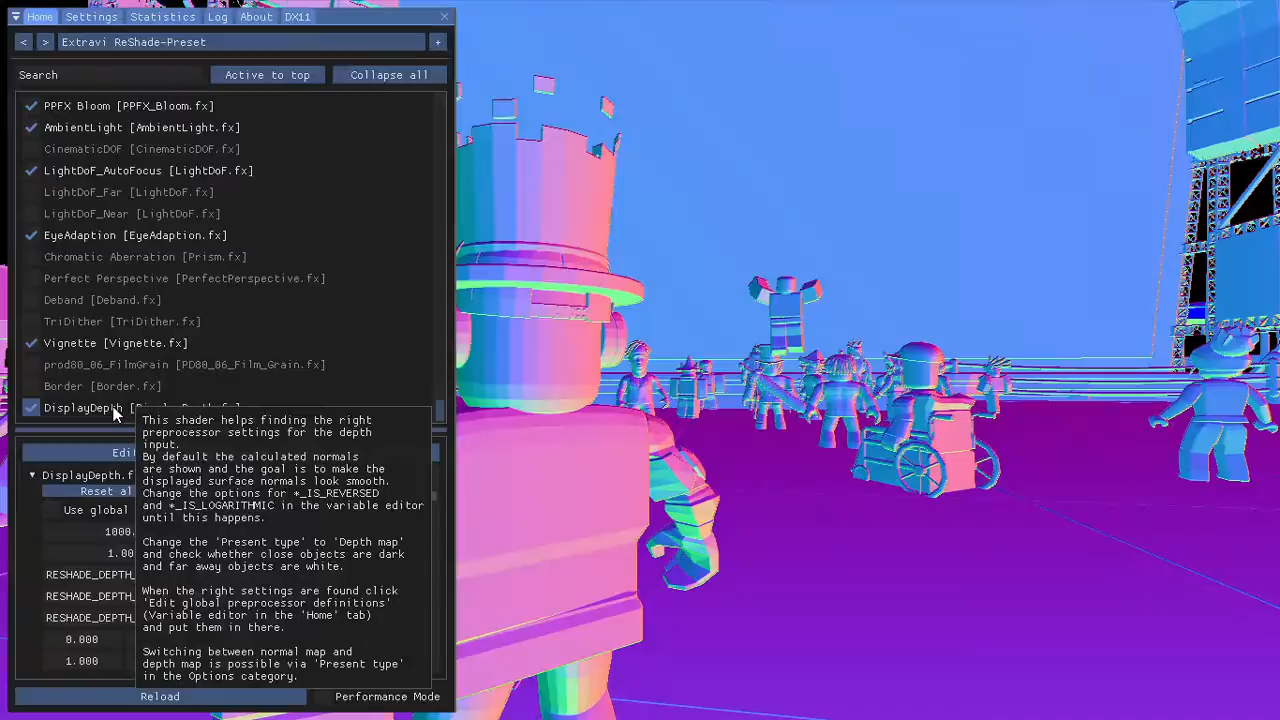 Home Settings Statistics Log About DX11
< > Extravi ReShade-Preset +
Search Active to top Collapse all
PPFX Bloom [PPFX_Bloom.fx]
AmbientLight [AmbientLight.fx]
CinematicDOF [CinematicDOF.fx]
LightDoF_AutoFocus [LightDoF.fx]
LightDoF_Far [LightDoF.fx]
LightDoF_Near [LightDoF.fx]
EyeAdaption [EyeAdaption.fx]
Chromatic Aberration [Prism.fx]
Perfect Perspective [PerfectPerspective.fx]
Deband [Deband.fx]
TriDither [TriDither.fx]
Vignette [Vignette.fx]
prod80_06_FilmGrain [PD80_06_Film_Grain.fx]
Border [Border.fx]
DisplayDepth [DisplayDepth.fx]
This shader helps finding the right
preprocessor settings for the depth
input.
By default the calculated normals
are shown and the goal is to make the
displayed surface normals look smooth.
Change the options for *_IS_REVERSED
and *_IS_LOGARITHMIC in the variable editor
until this happens.
Change the 'Present type' to 'Depth map'
and check whether close objects are dark
and far away objects are white.
When the right settings are found click
'Edit global preprocessor definitions'
(Variable editor in the 'Home' tab)
and put them in there.
Switching between normal map and
depth map is possible via 'Present type'
in the Options category.
Edi
DisplayDepth.f
Reset al
Use global
1000.
1.00
RESHADE_DEPTH_
RESHADE_DEPTH_
RESHADE_DEPTH_
0.000
1.000
Reload Performance Mode